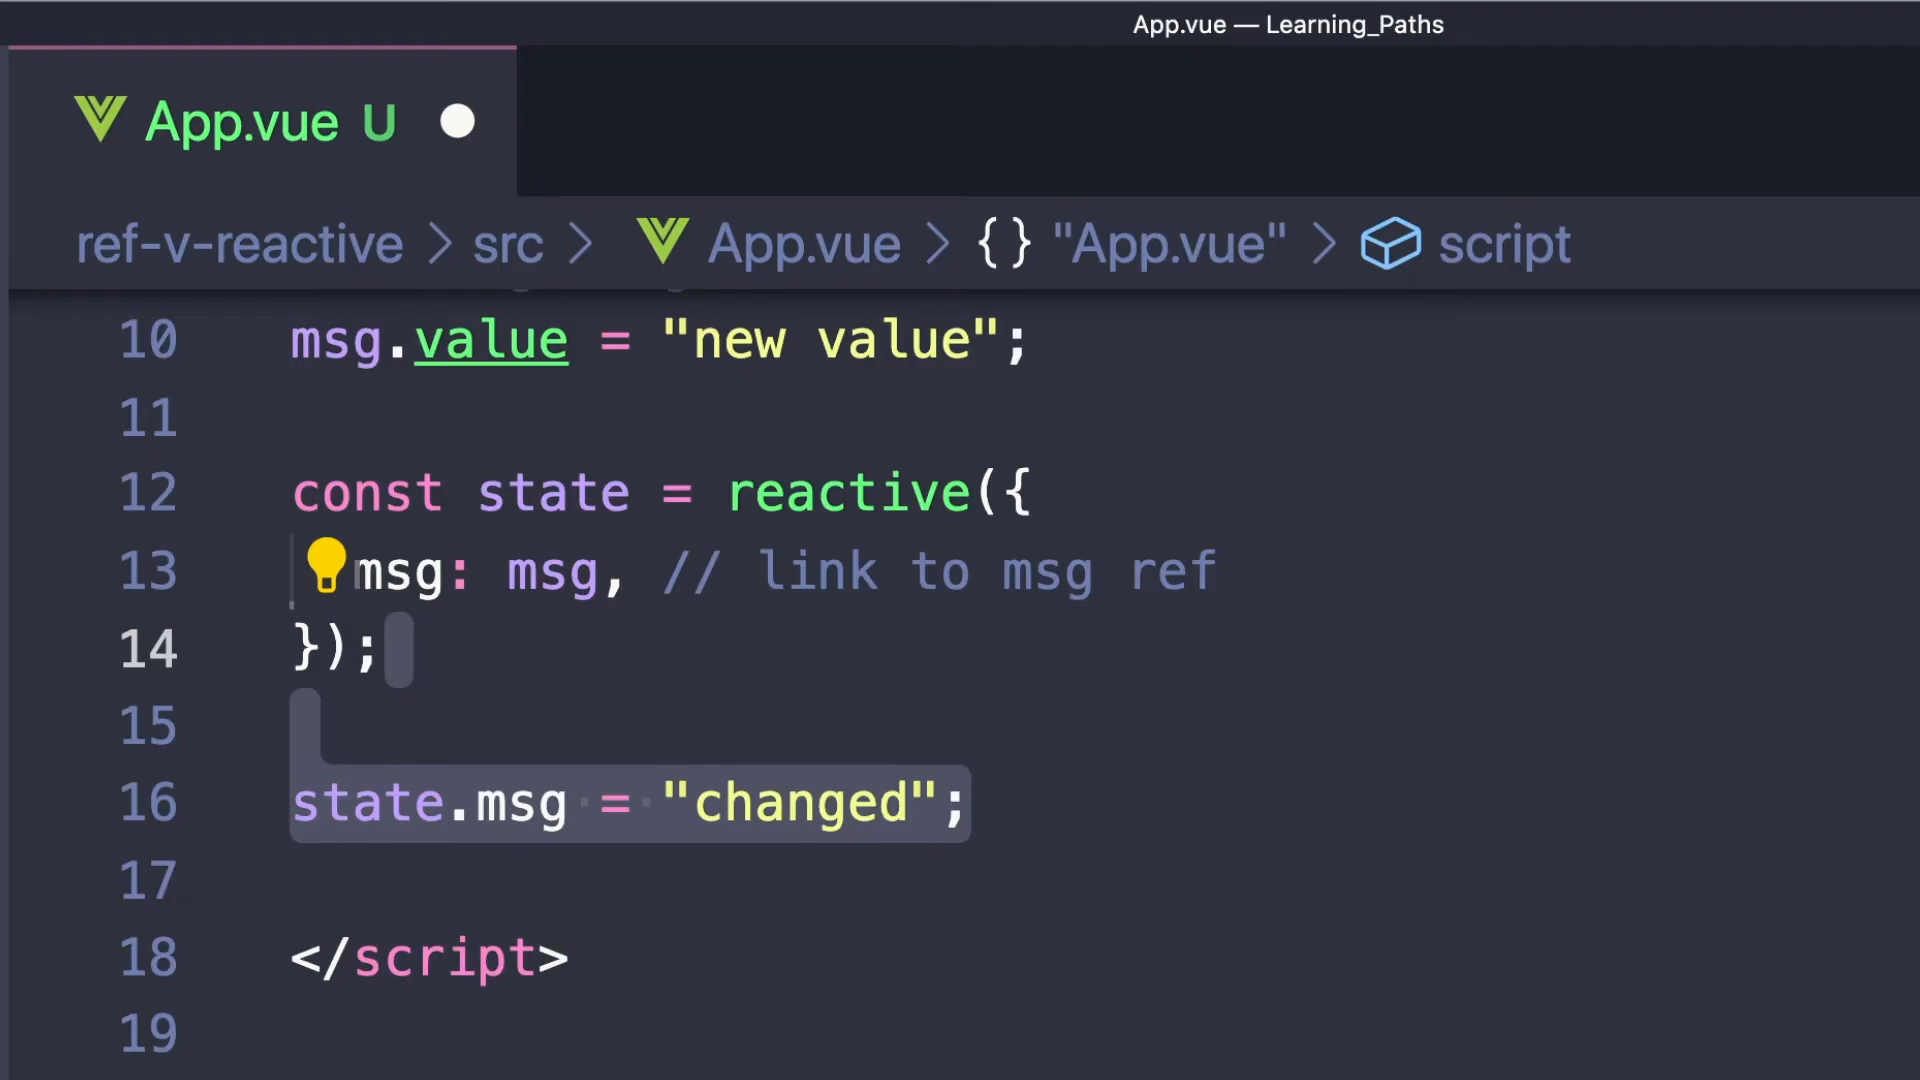 App.vue — Learning_Paths
App.vue U
ref-v-reactive > src > App.vue > {} "App.vue" > script
10 msg.value = "new value";
11
12 const state = reactive({
13 msg: msg, // link to msg ref
14 });
15
16 state.msg = "changed";
17
18 </script>
19